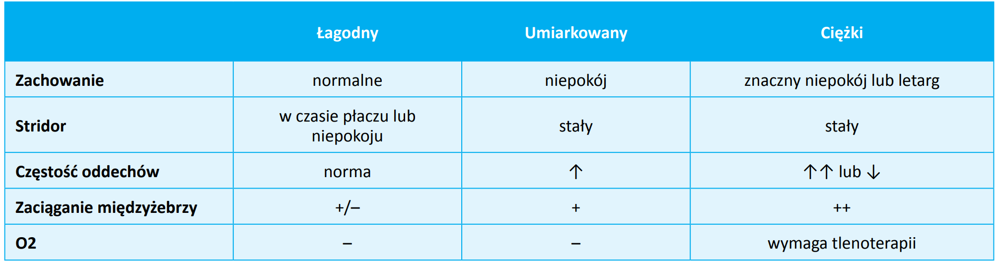 Łagodny Umiarkowany Ciężki
Zachowanie normalne niepokój znaczny niepokój lub letarg
Stridor w czasie płaczu lub niepokoju stały stały
Częstość oddechów norma ↑ ↑↑ lub ↓
Zaciąganie międzyżebrzy +/– + ++
O2 – – wymaga tlenoterapii